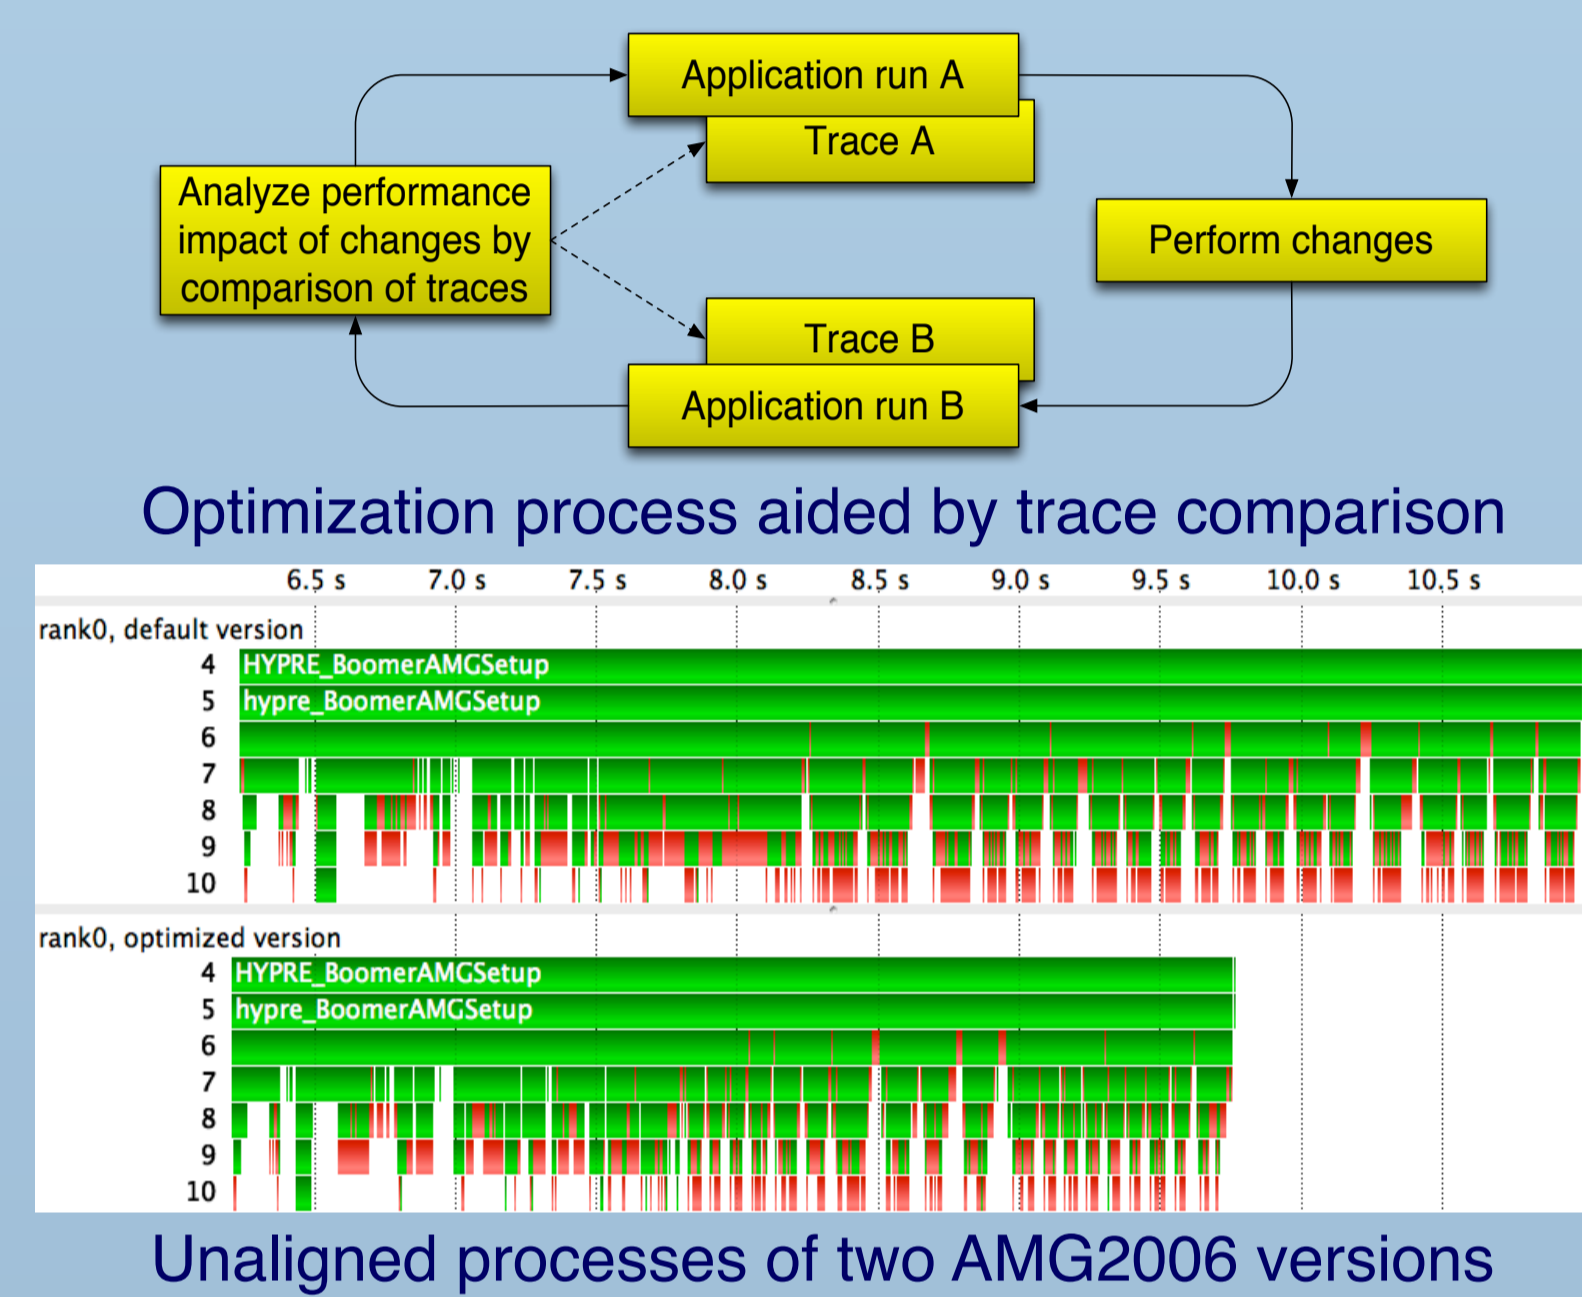 Application run A
Trace A
Analyze performance
impact of changes by
comparison of traces
Perform changes
Trace B
Application run B
Optimization process aided by trace comparison
6.5 s 7.0 s 7.5 s 8.0 s 8.5 s 9.0 s 9.5 s 10.0 s 10.5 s
rank0, default version
4 HYPRE_BoomerAMGSetup
5 hypre_BoomerAMGSetup
6
7
8
9
10
rank0, optimized version
4 HYPRE_BoomerAMGSetup
5 hypre_BoomerAMGSetup
6
7
8
9
10
Unaligned processes of two AMG2006 versions